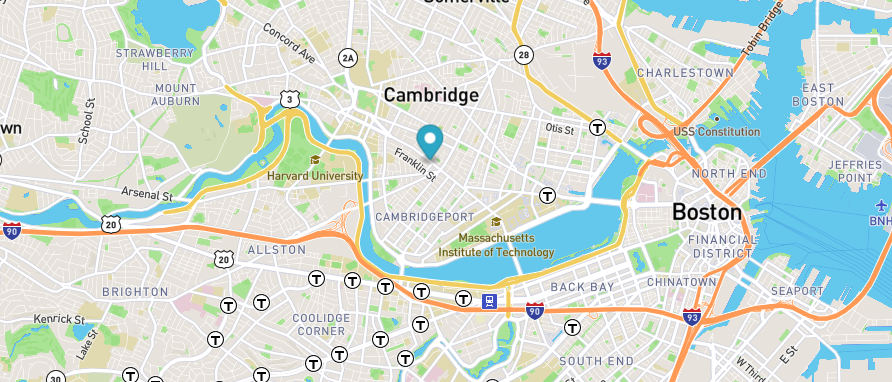 Concord Ave
STRAWBERRY
HILL
2A
28
93
Tobin Bridge
CHARLESTOWN
MOUNT
AUBURN
3
Cambridge
EAST
BOSTON
School St
Otis St
T
USS Constitution
Franklin St
Harvard University
NORTH END
JEFFRIES
POINT
Arsenal St
T
CAMBRIDGEPORT
Boston
20
90
Massachusetts
Institute of Technology
ALLSTON
20
FINANCIAL
DISTRICT
T
T
T
T
T
BACK BAY
CHINATOWN
SEAPORT
BRIGHTON
T
T
90
93
Kenrick St
COOLIDGE
CORNER
T
T
T
T
Lake St
T
T
T
SOUTH END
E St
W Third
30
T
T
T